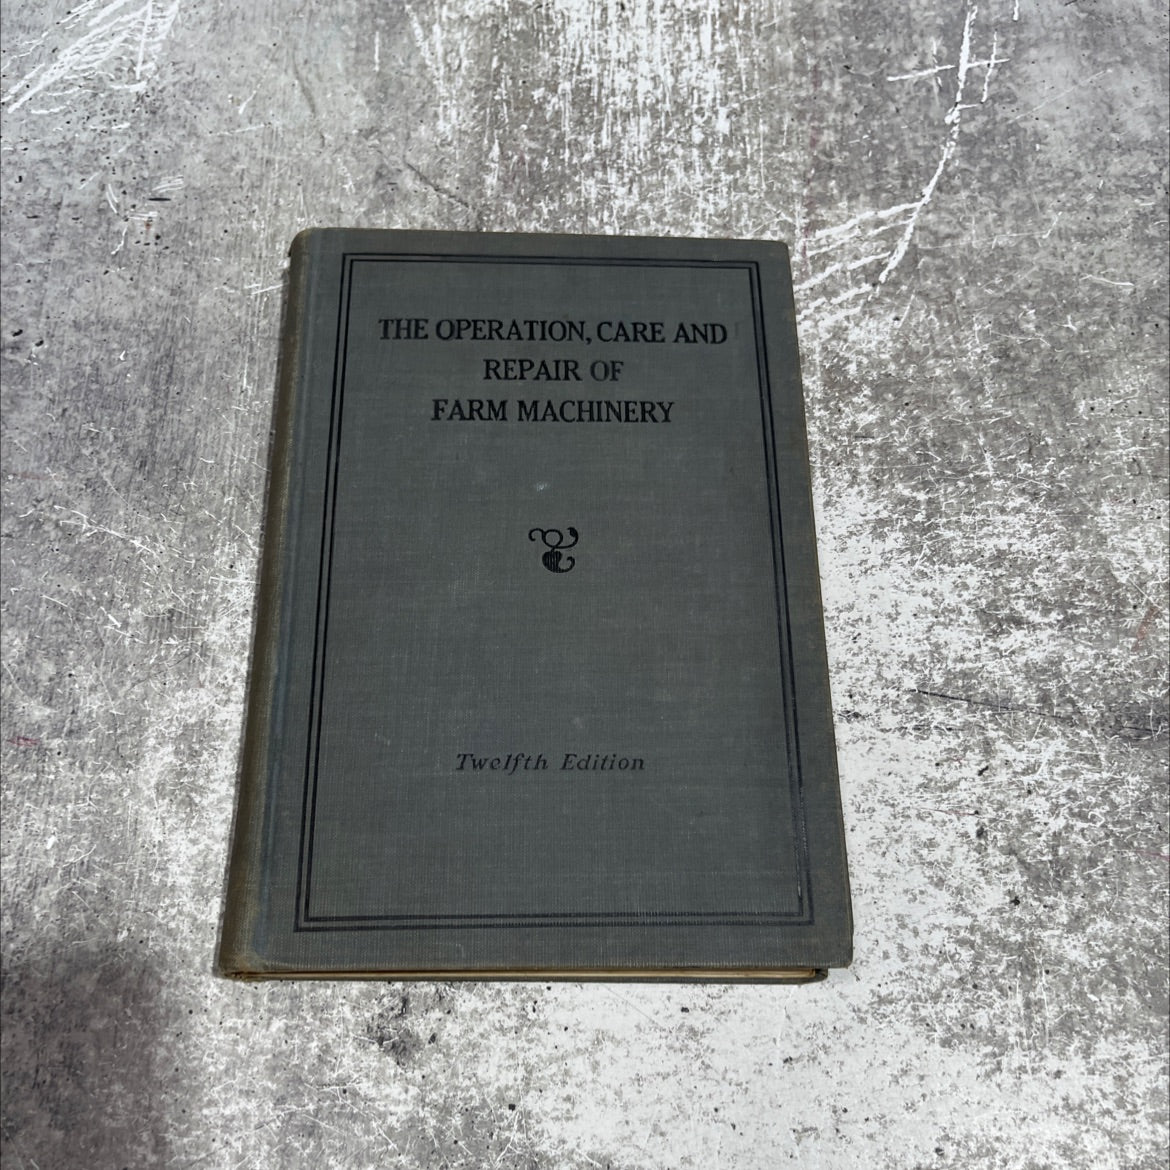 THE OPERATION, CARE AND
REPAIR OF
FARM MACHINERY
Twelfth Edition